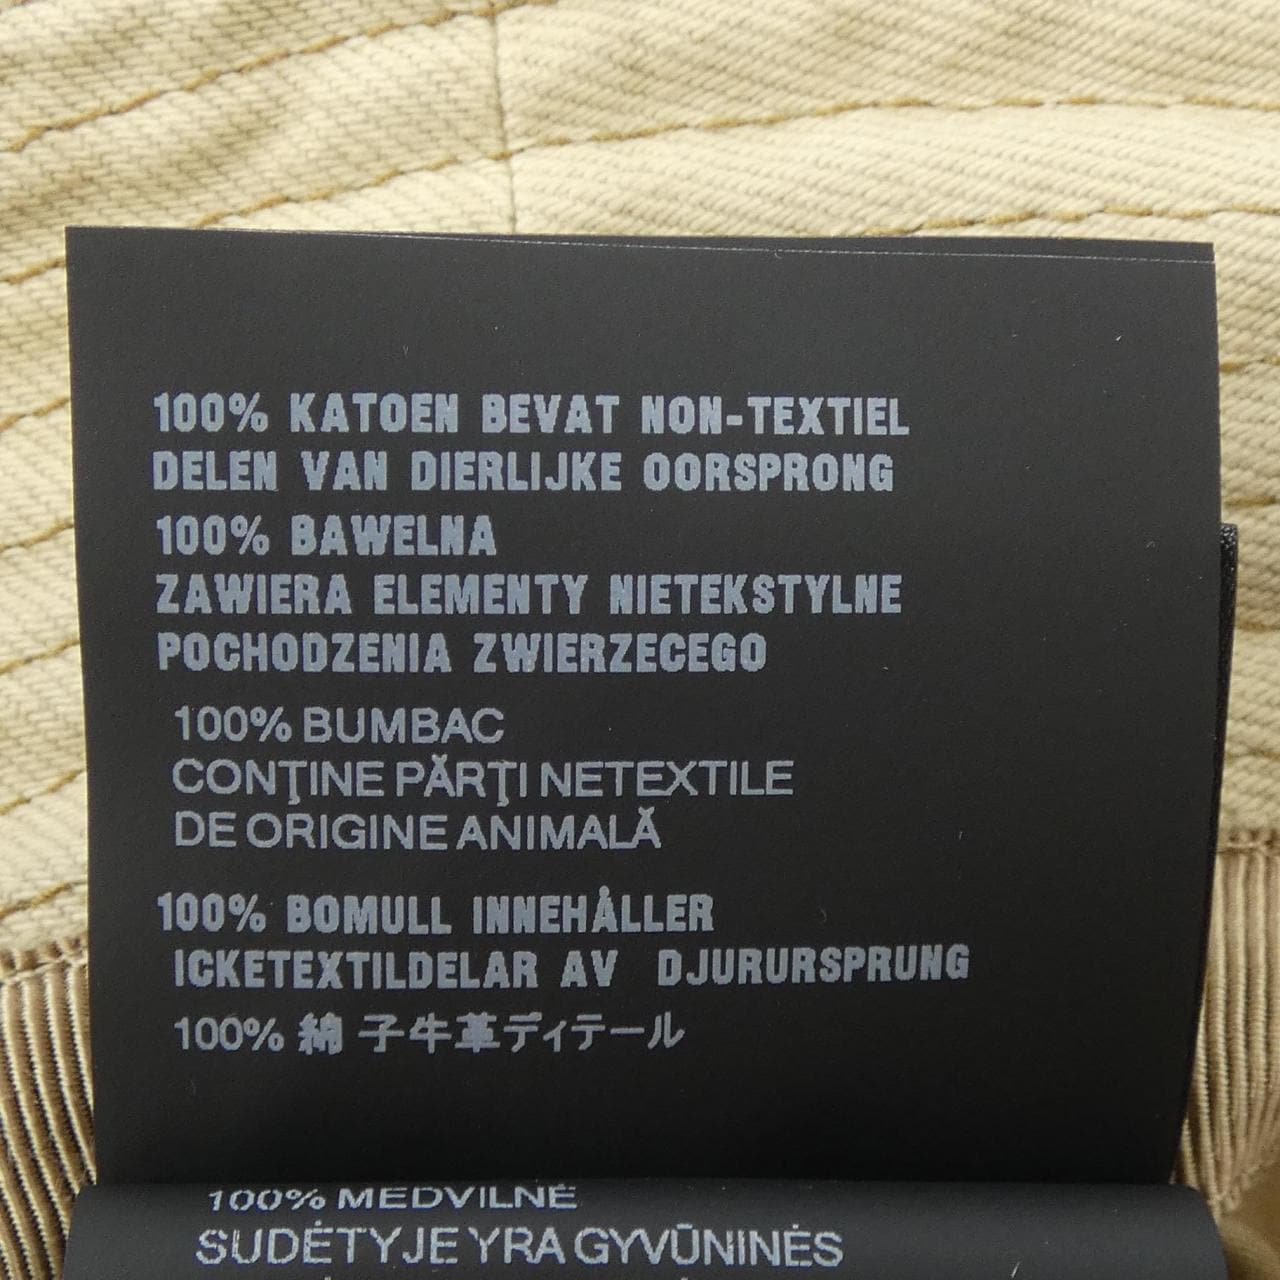 100% KATOEN BEVAT NON-TEXTIEL
DELEN VAN DIERLIJKE OORSPRONG
100% BAWELNA
ZAWIERA ELEMENTY NIETEKSTYLNE
POCHODZENIA ZWIERZECEGO
100% BUMBAC
CONŢINE PĂRŢI NETEXTILE
DE ORIGINE ANIMALĂ
100% BOMULL INNEHÅLLER
ICKETEXTILDELAR AV DJURURSPRUNG
100% 綿 子牛革ディテール
100% MEDVILNĖ
SUDĖTYJE YRA GYVŪNINĖS